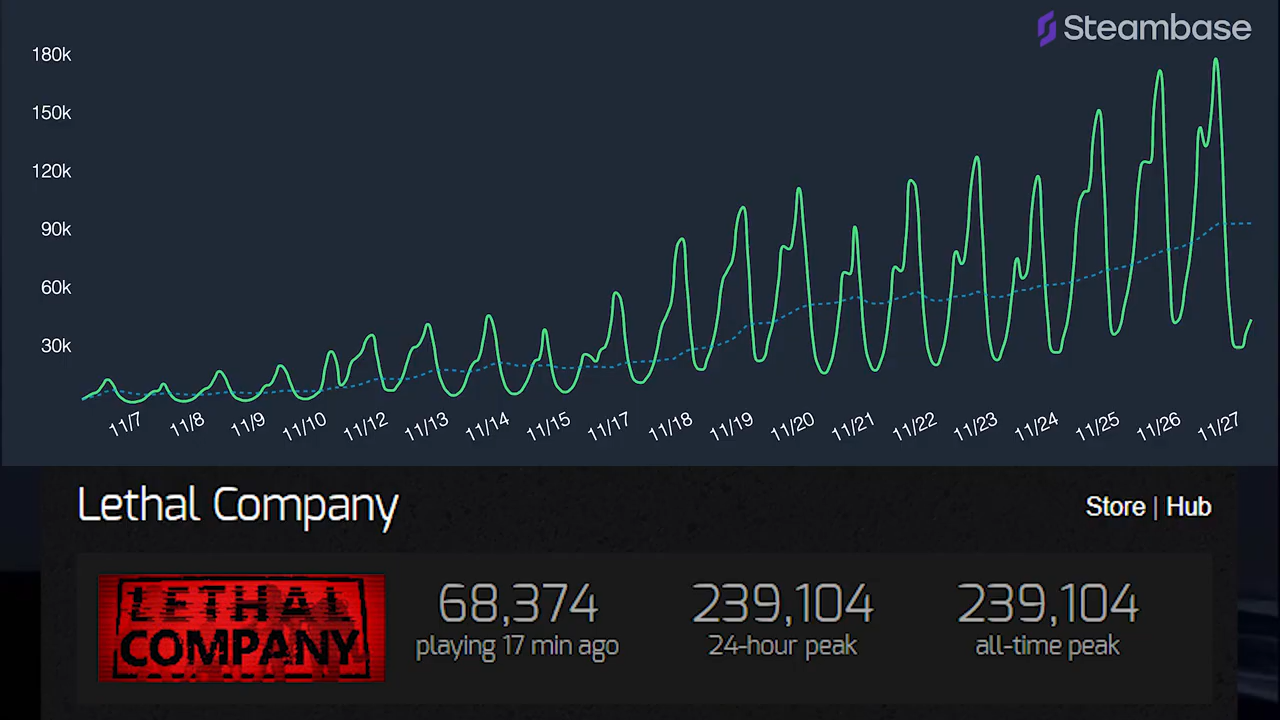 Steambase
180k
150k
120k
90k
60k
30k
11/7 11/8 11/9 11/10 11/12 11/13 11/14 11/15 11/17 11/18 11/19 11/20 11/21 11/22 11/23 11/24 11/25 11/26 11/27
Lethal Company
Store | Hub
LETHAL
COMPANY
68,374 239,104 239,104
playing 17 min ago 24-hour peak all-time peak